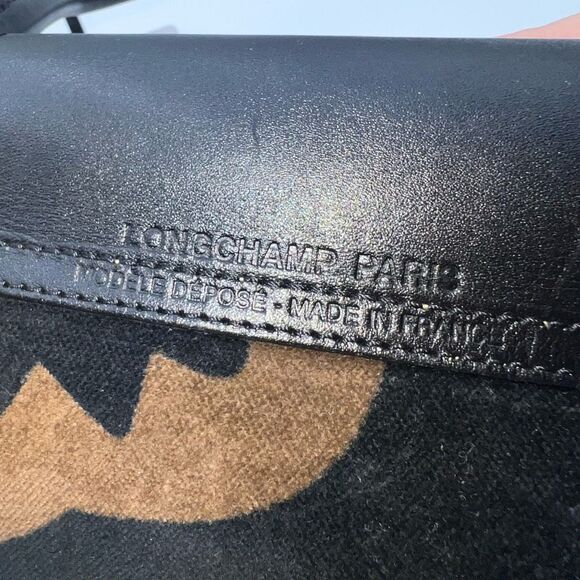 LONGCHAMP PARIS
MODÈLE DÉPOSÉ - MADE IN FRANCE